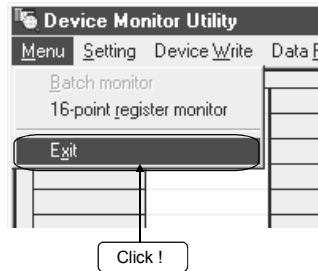 Device Monitor Utility
Menu Setting Device Write Data F
Batch monitor
16-point register monitor
Exit
Click !